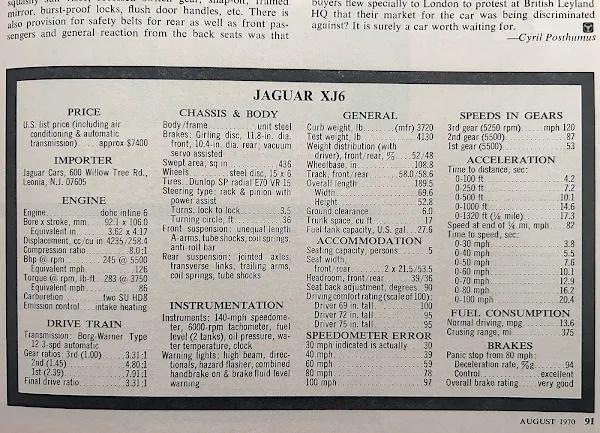 mirror, burst-proof locks, flush door handles, etc. There is
also provision for safety belts for rear as well as front pas-
sengers and general reaction from the back seats was that
buyers flew specially to London to protest at British Leyland
HQ that their market for the car was being discriminated
against? It is surely a car worth waiting for.
—Cyril Posthumus
JAGUAR XJ6
PRICE
U.S. list price (including air
conditioning & automatic
transmission) ..... approx $7400
IMPORTER
Jaguar Cars, 600 Willow Tree Rd.,
Leonia, N.J. 07605
ENGINE
Engine ..... dohc inline 6
Bore x stroke, mm. 92.1 x 106.0
Equivalent in ..... 3.62 x 4.17
Displacement, cc/cu in 4235/258.4
Compression ratio ..... 8.0:1
Bhp @ rpm ..... 245 @ 5500
Equivalent mph ..... 126
Torque @ rpm, lb-ft 283 @ 3750
Equivalent mph ..... 86
Carburetion ..... two SU HD8
Emission control .. intake heating
DRIVE TRAIN
Transmission: Borg-Warner Type
12 3-spd automatic
Gear ratios: 3rd (1.00) .. 3.31:1
2nd (1.45) ..... 4.80:1
1st (2.39) ..... 7.91:1
Final drive ratio ..... 3.31:1
CHASSIS & BODY
Body/frame ..... unit steel
Brakes: Girling disc, 11.8-in. dia.
front, 10.4-in. dia. rear; vacuum
servo assisted
Swept area, sq in ..... 436
Wheels ..... steel disc, 15 x 6
Tires .. Dunlop SP radial E70 VR 15
Steering type: rack & pinion with
power assist
Turns, lock to lock ..... 3.5
Turning circle, ft ..... 36
Front suspension: unequal length
A-arms, tube shocks, coil springs,
anti-roll bar
Rear suspension: jointed axles,
transverse links, trailing arms,
coil springs, tube shocks
INSTRUMENTATION
Instruments: 140-mph speedome-
ter, 6000-rpm tachometer, fuel
level (2 tanks), oil pressure, wa-
ter temperature, clock
Warning lights: high beam, direc-
tionals, hazard flasher, combined
handbrake on & brake fluid level
warning
GENERAL
Curb weight, lb ..... (mfr) 3720
Test weight, lb ..... 4130
Weight distribution (with
driver), front/rear, % .. 52/48
Wheelbase, in ..... 108.8
Track, front/rear ..... 58.0/58.6
Overall length ..... 189.5
Width ..... 69.6
Height ..... 52.8
Ground clearance ..... 6.0
Trunk space, cu ft ..... 17
Fuel tank capacity, U.S. gal .. 27.6
ACCOMMODATION
Seating capacity, persons ..... 5
Seat width,
front/rear ..... 2 x 21.5/53.5
Headroom, front/rear ..... 39/36
Seat back adjustment, degrees 90
Driving comfort rating (scale of 100):
Driver 69 in. tall ..... 100
Driver 72 in. tall ..... 95
Driver 75 in. tall ..... 95
SPEEDOMETER ERROR
30 mph indicated is actually 30
40 mph ..... 39
60 mph ..... 59
80 mph ..... 78
100 mph ..... 97
SPEEDS IN GEARS
3rd gear (5250 rpm) .. mph 120
2nd gear (5500) ..... 87
1st gear (5500) ..... 53
ACCELERATION
Time to distance, sec:
0-100 ft ..... 4.2
0-250 ft ..... 7.2
0-500 ft ..... 10.1
0-1000 ft ..... 14.6
0-1320 ft (¼ mile) ..... 17.3
Speed at end of ¼ mi, mph .. 82
Time to speed, sec:
0-30 mph ..... 3.8
0-40 mph ..... 5.5
0-50 mph ..... 7.6
0-60 mph ..... 10.1
0-70 mph ..... 12.9
0-80 mph ..... 16.2
0-100 mph ..... 20.4
FUEL CONSUMPTION
Normal driving, mpg ..... 13.6
Crusing range, mi ..... 375
BRAKES
Panic stop from 80 mph:
Deceleration rate, %g ..... 94
Control ..... excellent
Overall brake rating .. very good
AUGUST 1970 91